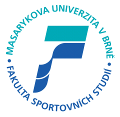 MASARYKOVA UNIVERZITA V BRNĚ
• FAKULTA SPORTOVNÍCH STUDIÍ •